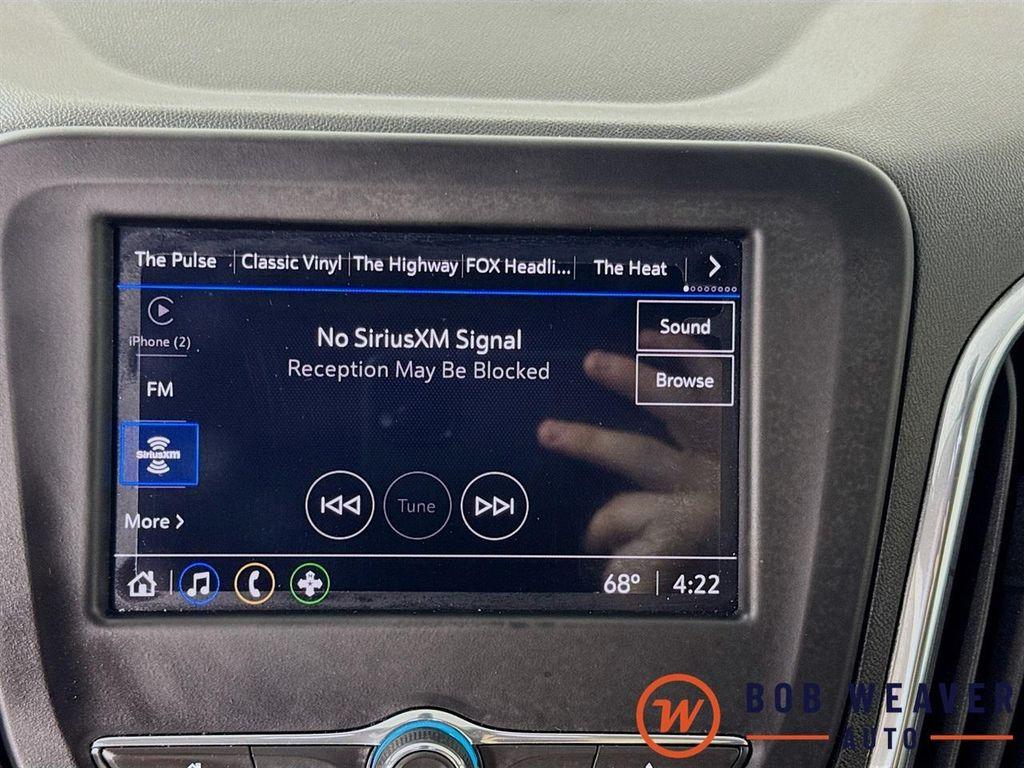 The Pulse
Classic Vinyl
The Highway
FOX Headli...
The Heat
iPhone (2)
No SiriusXM Signal
Sound
Reception May Be Blocked
Browse
FM
SiriusXM
Tune
More
68° 4:22
W BOB WEAVER
AUTO